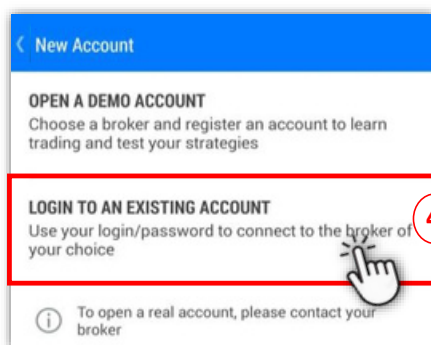 New Account
OPEN A DEMO ACCOUNT
Choose a broker and register an account to learn
trading and test your strategies
LOGIN TO AN EXISTING ACCOUNT
Use your login/password to connect to the broker of
your choice
4
To open a real account, please contact your
broker